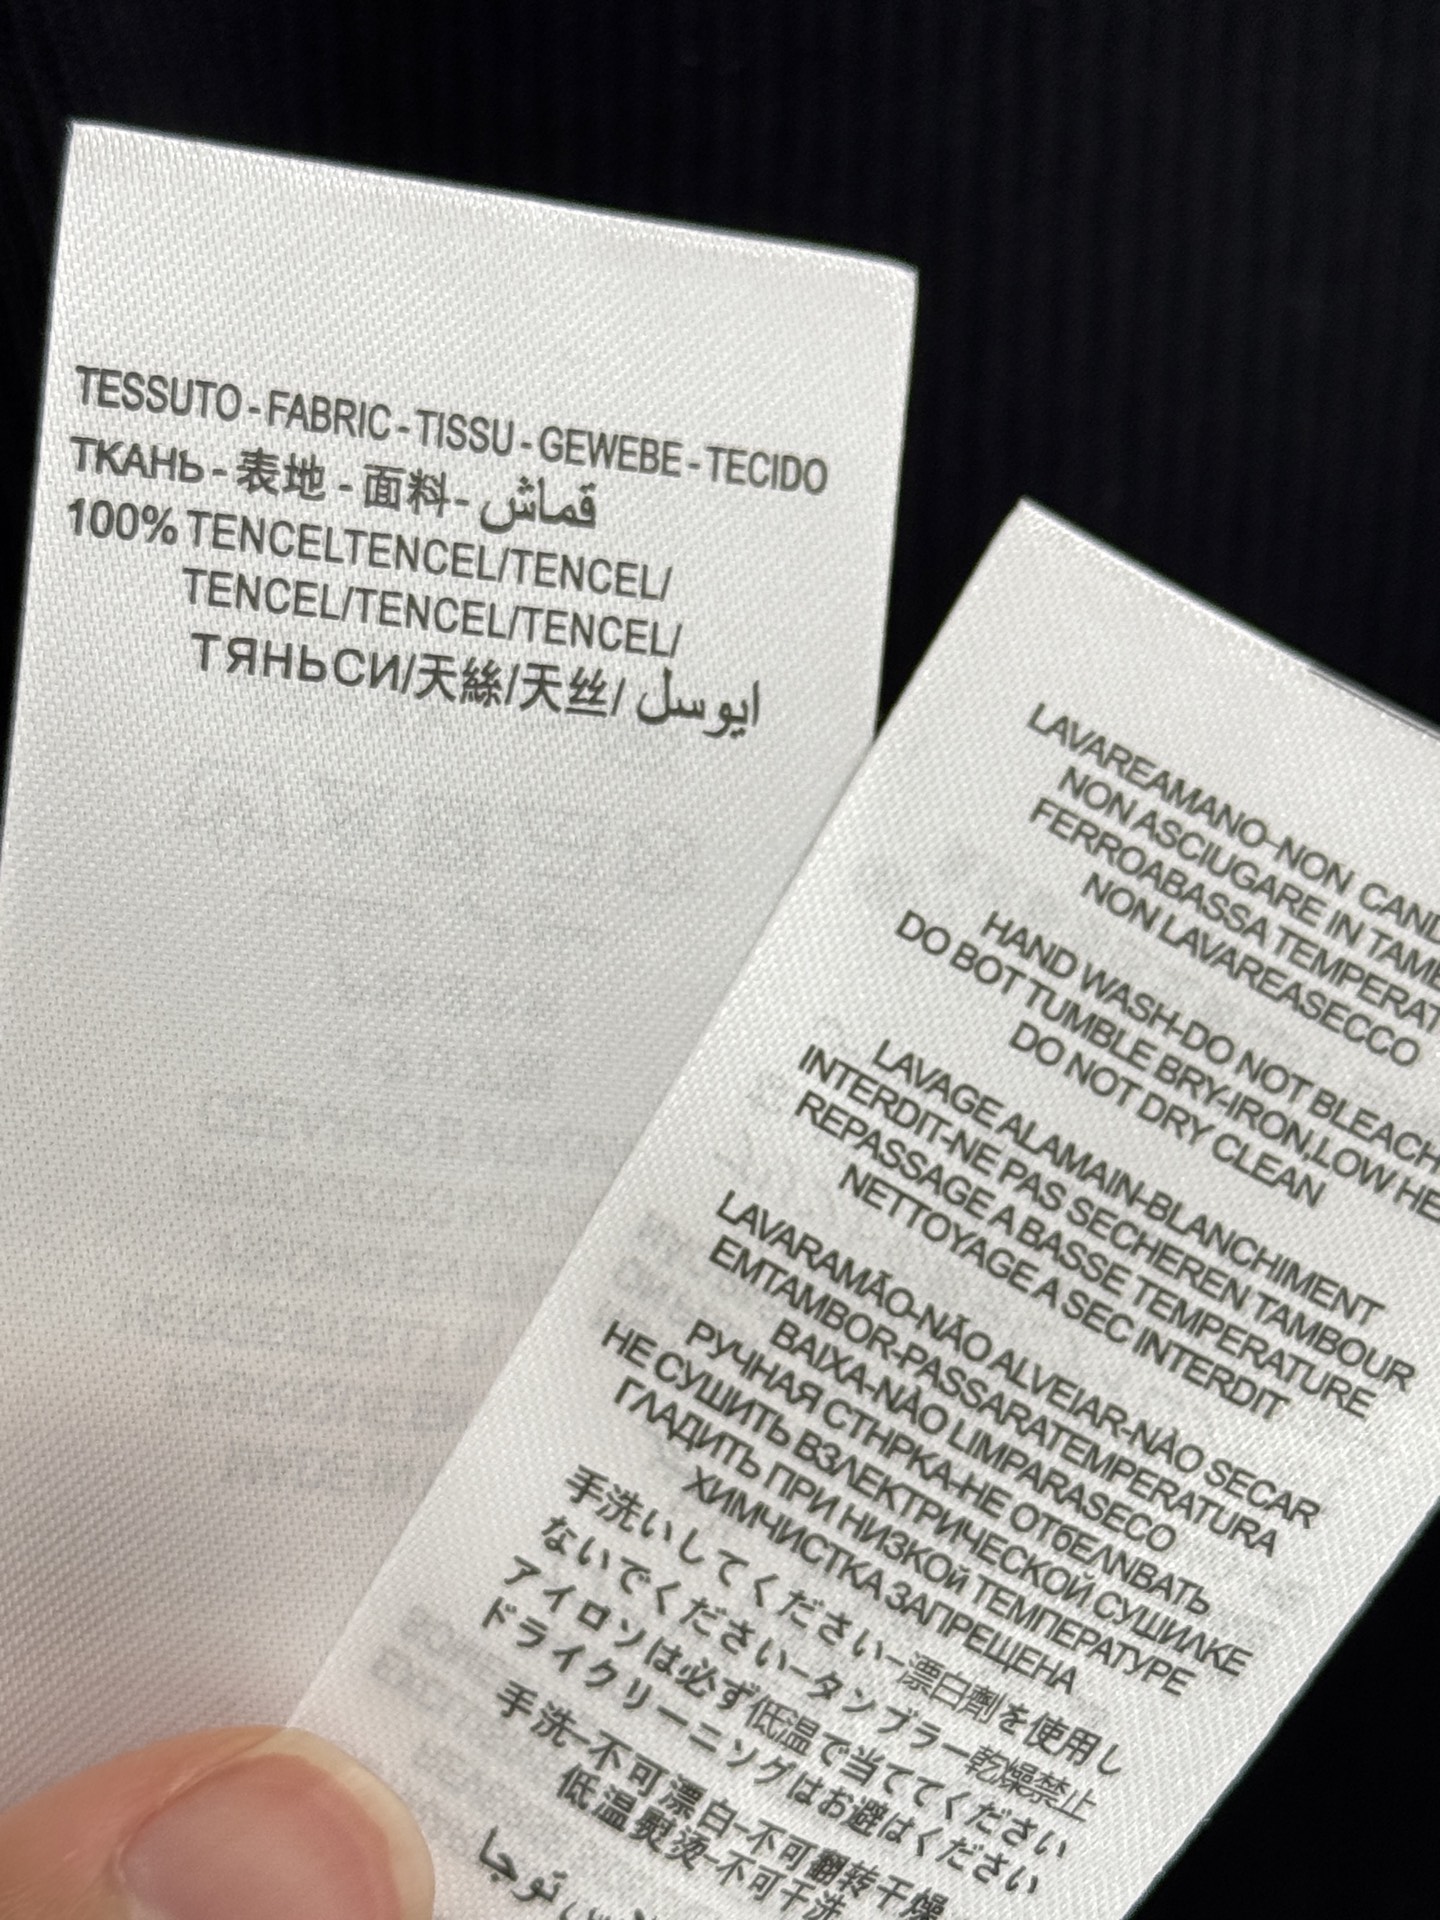 TESSUTO - FABRIC - TISSU - GEWEBE - TECIDO
ТКАНЬ - 表地 - 面料 - قماش
100% TENCELTENCEL/TENCEL/
TENCEL/TENCEL/TENCEL/
ТЯНЬСИ/天絲/天丝/ ايوسل
LAVAREAMANO-NON CAND
NON ASCIUGARE IN TAMB
FERROABASSA TEMPERAT
NON LAVAREASECCO
HAND WASH-DO NOT BLEACH
DO BOT TUMBLE BRY-IRON,LOW HE
DO NOT DRY CLEAN
LAVAGE ALAMAIN-BLANCHIMENT
INTERDIT-NE PAS SECHEREN TAMBOUR
REPASSAGE A BASSE TEMPERATURE
NETTOYAGE A SEC INTERDIT
LAVARAMÃO-NÃO ALVEIAR-NÀO SECAR
EMTAMBOR-PASSARATEMPERATURA
BAIXA-NÀO LIMPARASECO
РУЧНАЯ СТНРКА-НЕ ОТбЕЛNВАТЬ
НЕ СУШИТЬ ВЗЛЕКТРИЧЕСКОЙ СУШИЛКЕ
ГЛАДИТЬ ПРИ НИЗКОй ТЕМПЕРАТУРЕ
ХИМЧИСТКА ЗАПРЕЩЕНА
手洗いしてください-漂白劑を使用し
ないでください-タンブラー乾燥禁止
アイロンは必ず低温で当ててください
ドライクリーニングはお避けください
手洗-不可漂白-不可翻转干燥
低温熨烫-不可干洗